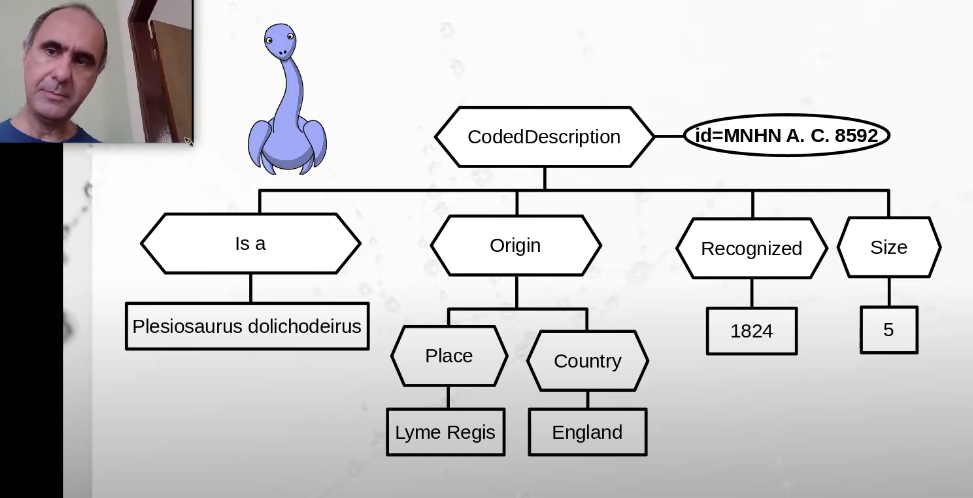 CodedDescription
id=MNHN A. C. 8592
Is a
Origin
Recognized
Size
Plesiosaurus dolichodeirus
Place
Country
1824
5
Lyme Regis
England